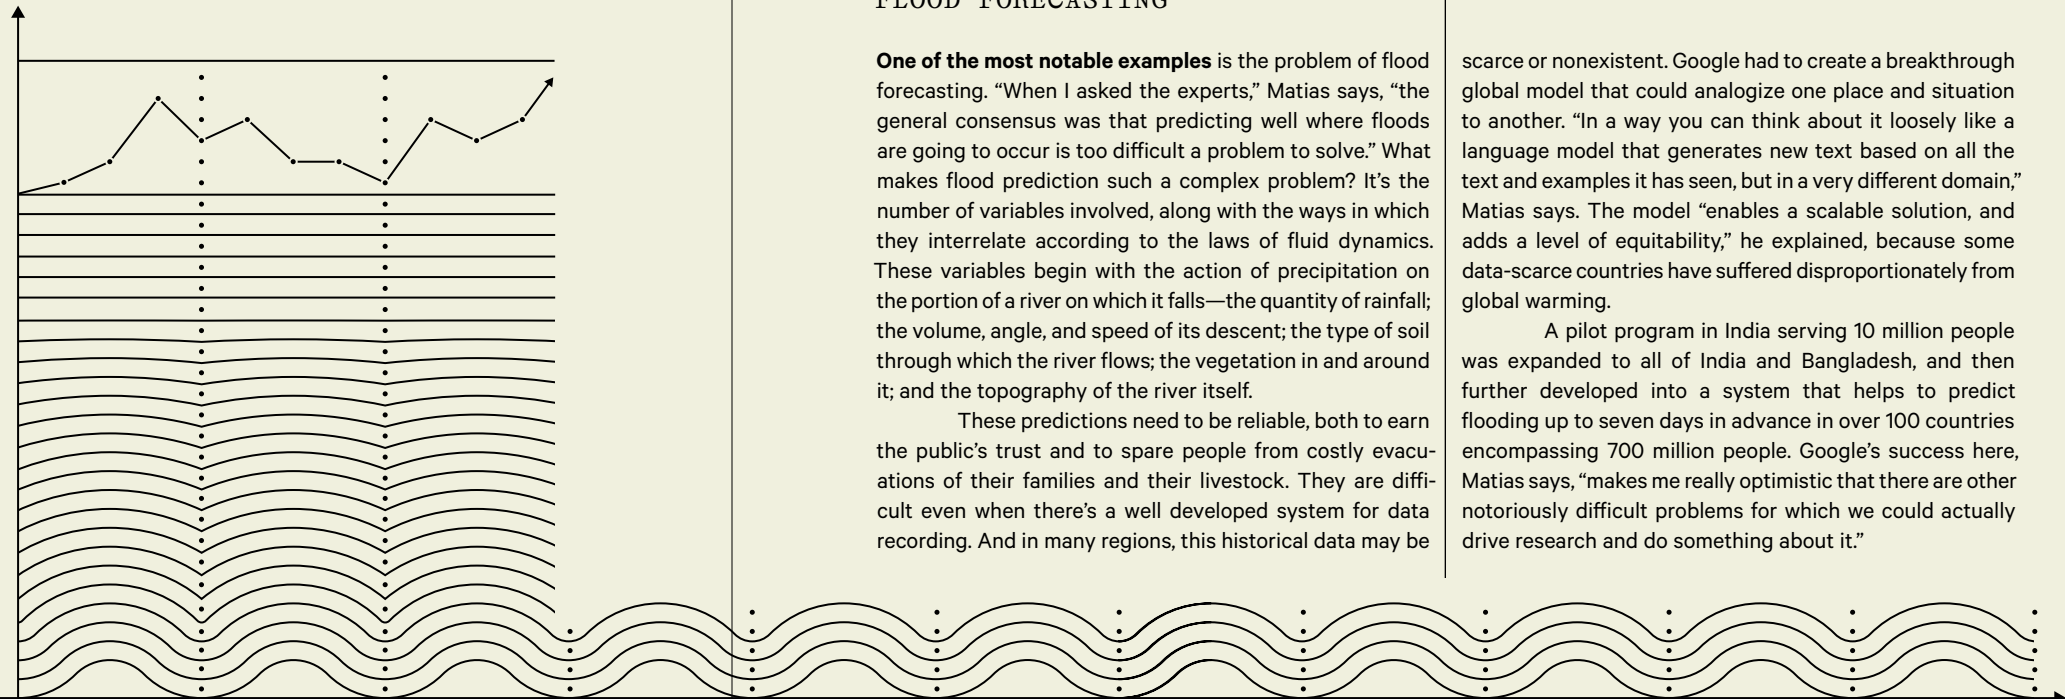 FLOOD FORECASTING
One of the most notable examples is the problem of flood
forecasting. “When I asked the experts,” Matias says, “the
general consensus was that predicting well where floods
are going to occur is too difficult a problem to solve.” What
makes flood prediction such a complex problem? It’s the
number of variables involved, along with the ways in which
they interrelate according to the laws of fluid dynamics.
These variables begin with the action of precipitation on
the portion of a river on which it falls—the quantity of rainfall;
the volume, angle, and speed of its descent; the type of soil
through which the river flows; the vegetation in and around
it; and the topography of the river itself.
These predictions need to be reliable, both to earn
the public’s trust and to spare people from costly evacu-
ations of their families and their livestock. They are diffi-
cult even when there’s a well developed system for data
recording. And in many regions, this historical data may be
scarce or nonexistent. Google had to create a breakthrough
global model that could analogize one place and situation
to another. “In a way you can think about it loosely like a
language model that generates new text based on all the
text and examples it has seen, but in a very different domain,”
Matias says. The model “enables a scalable solution, and
adds a level of equitability,” he explained, because some
data-scarce countries have suffered disproportionately from
global warming.
A pilot program in India serving 10 million people
was expanded to all of India and Bangladesh, and then
further developed into a system that helps to predict
flooding up to seven days in advance in over 100 countries
encompassing 700 million people. Google’s success here,
Matias says, “makes me really optimistic that there are other
notoriously difficult problems for which we could actually
drive research and do something about it.”